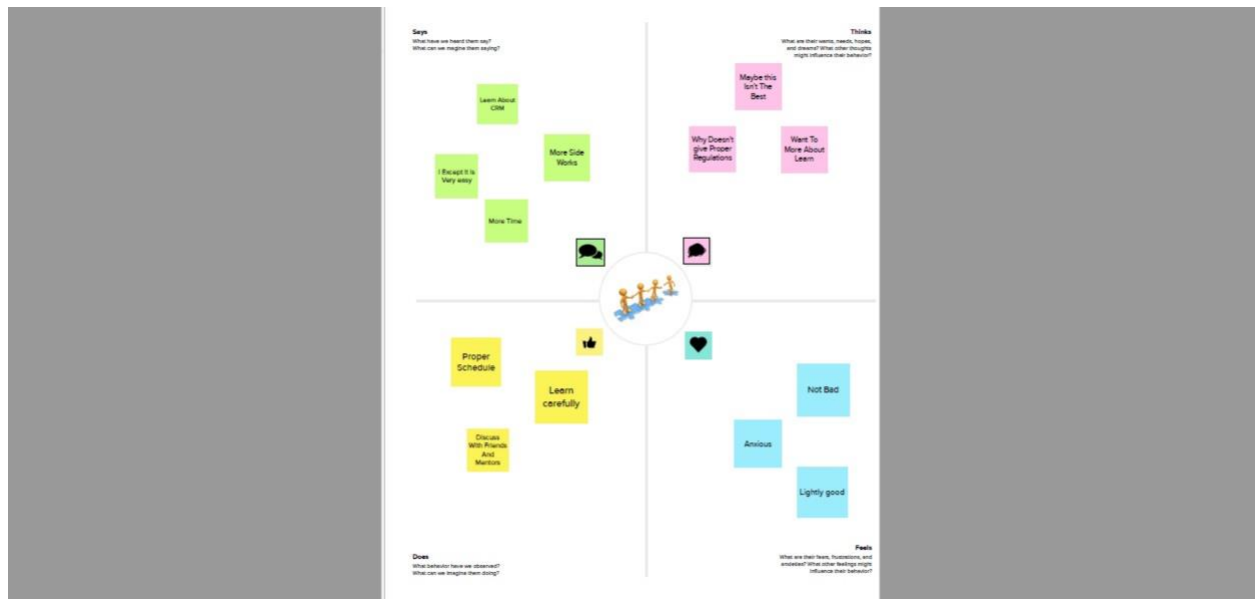 Says
What have we heard them say?
What can we imagine them saying?
Learn About
CRM
More Side
Works
I Except It Is
Very easy
More Time
Thinks
What are their wants, needs, hopes,
and dreams? What other thoughts
might influence their behavior?
Maybe this
Isn't The
Best
Why Doesn't
give Proper
Regulations
Want To
More About
Learn
Proper
Schedule
Learn
carefully
Discuss
With Friends
And
Mentors
Does
What behavior have we observed?
What can we imagine them doing?
Not Bad
Anxious
Lightly good
Feels
What are their fears, frustrations, and
anxieties? What other feelings might
influence their behavior?